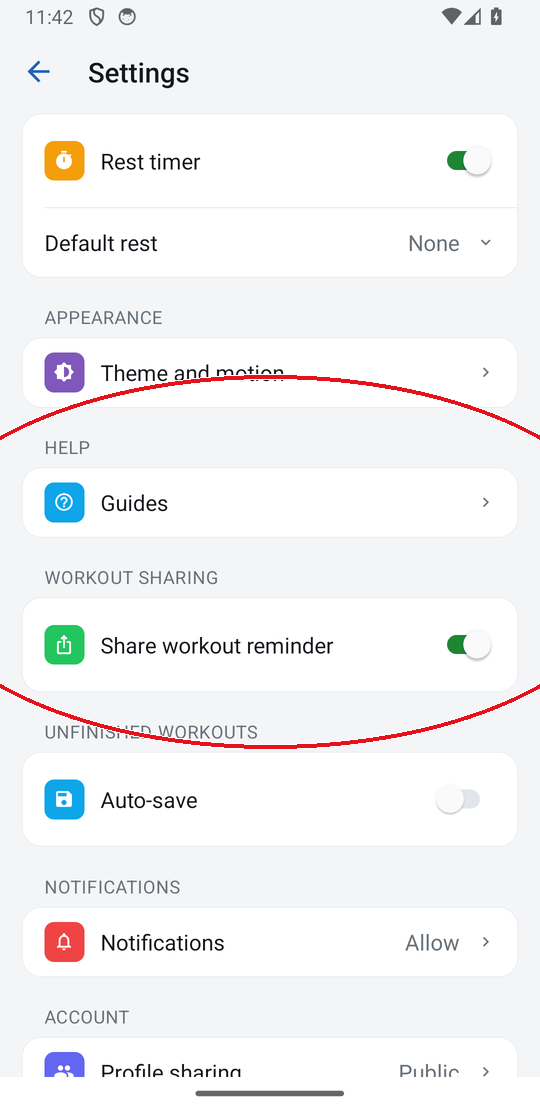 11:42
Settings
Rest timer
Default rest
None
APPEARANCE
Theme and motion
HELP
Guides
WORKOUT SHARING
Share workout reminder
UNFINISHED WORKOUTS
Auto-save
NOTIFICATIONS
Notifications
Allow
ACCOUNT
Profile sharing
Public